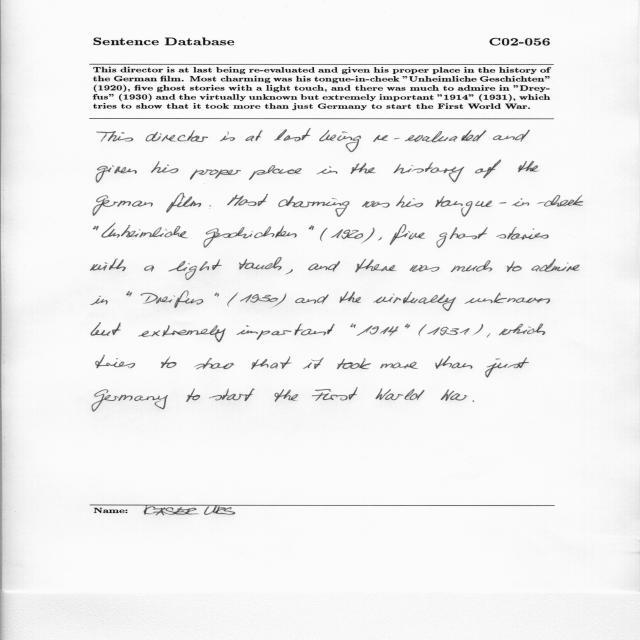 Sentence Database C02-056
This director is at last being re-evaluated and given his proper place in the history of
the German film. Most charming was his tongue-in-cheek "Unheimliche Geschichten"
(1920), five ghost stories with a light touch, and there was much to admire in "Drey-
fus" (1930) and the virtually unknown but extremely important "1914" (1931), which
tries to show that it took more than just Germany to start the First World War.
This director is at last being re-evaluated and
given his proper place in the history of the
German film. Most charming was his tongue-in-cheek
"Unheimliche Geschichten" (1920), five ghost stories
with a light touch, and there was much to admire
in "Dreifus" (1930) and the virtually unknown
but extremely important "1914" (1931), which
tries to shao that it took more than just
Germany to start the First World War.
Name: